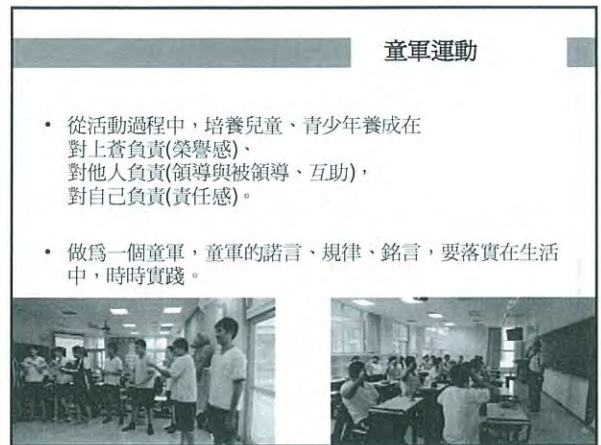 童軍運動
• 從活動過程中，培養兒童、青少年養成在
對上蒼負責(榮譽感)、
對他人負責(領導與被領導、互助)，
對自己負責(責任感)。
• 做為一個童軍，童軍的諾言、規律、銘言，要落實在生活
中，時時實踐。